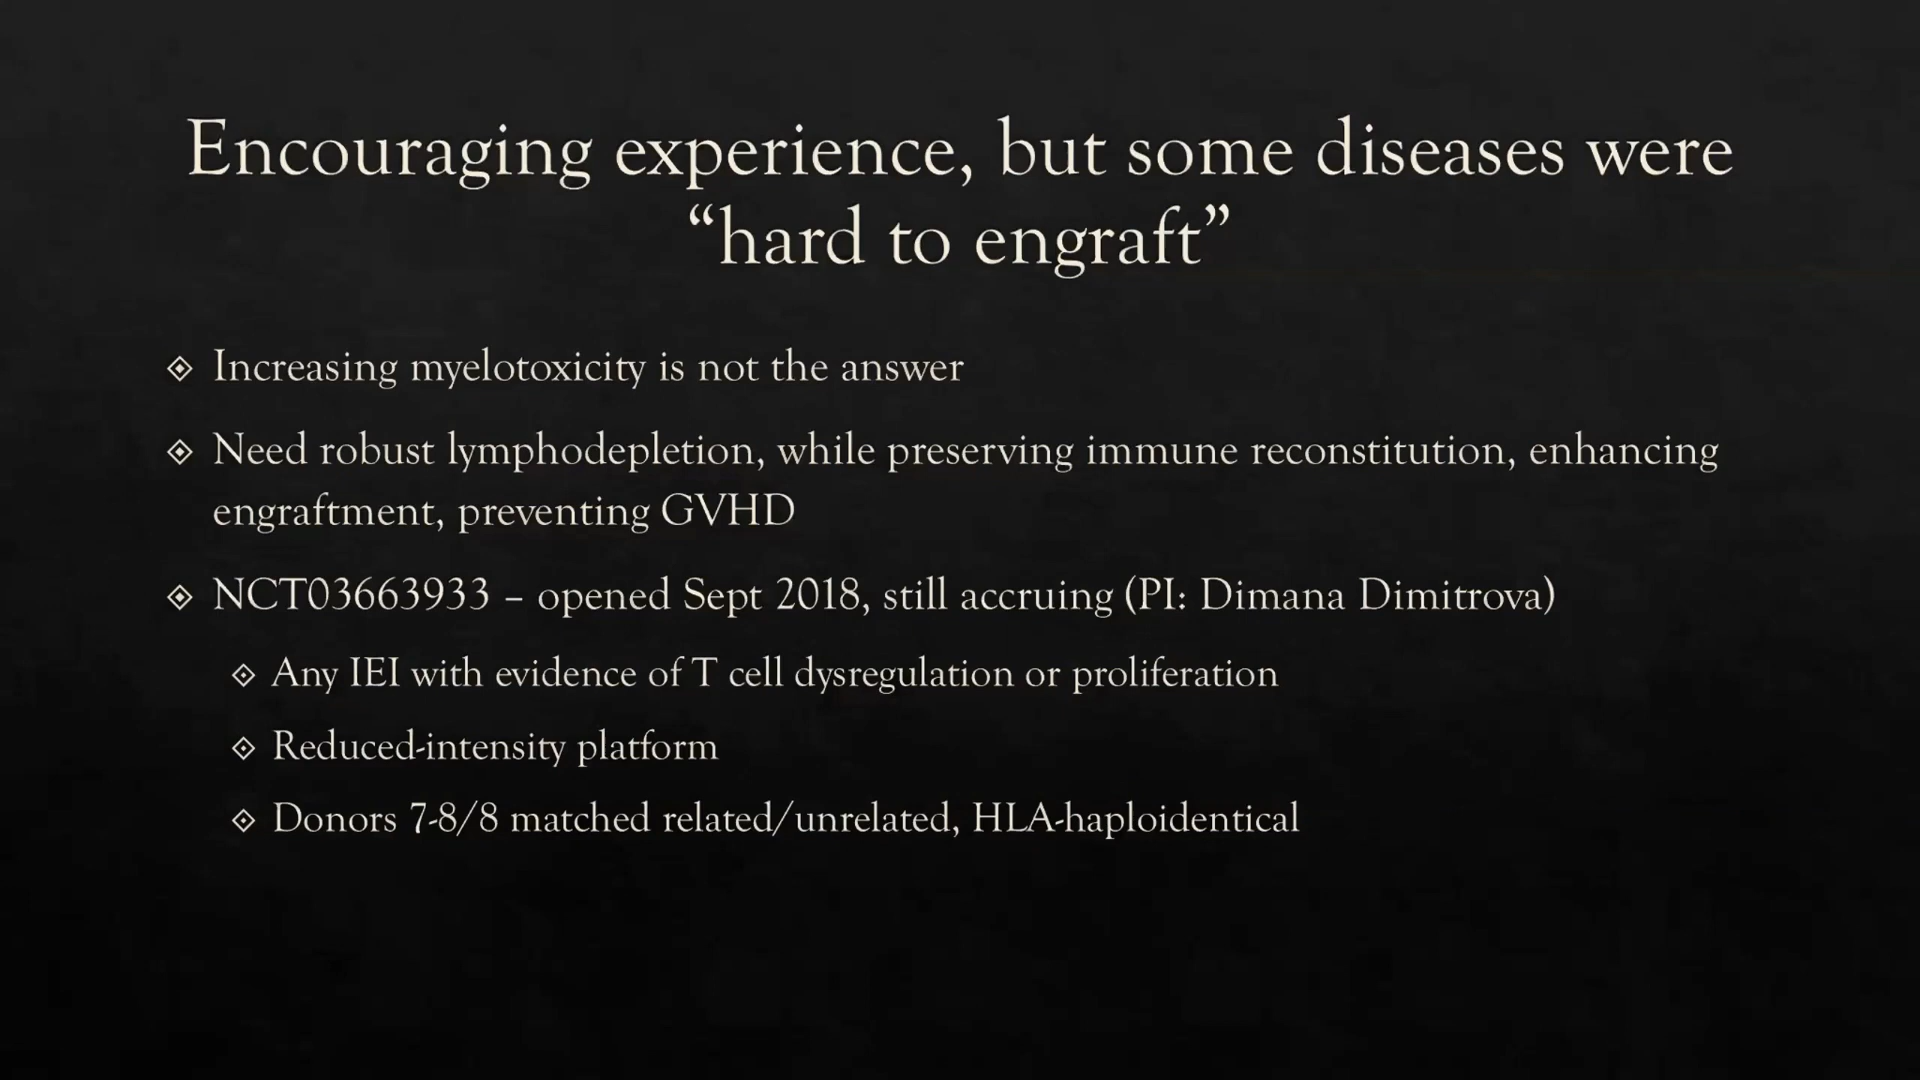 Encouraging experience, but some diseases were
“hard to engraft”
Increasing myelotoxicity is not the answer
Need robust lymphodepletion, while preserving immune reconstitution, enhancing
engraftment, preventing GVHD
NCT03663933 – opened Sept 2018, still accruing (PI: Dimana Dimitrova)
Any IEI with evidence of T cell dysregulation or proliferation
Reduced-intensity platform
Donors 7-8/8 matched related/unrelated, HLA-haploidentical